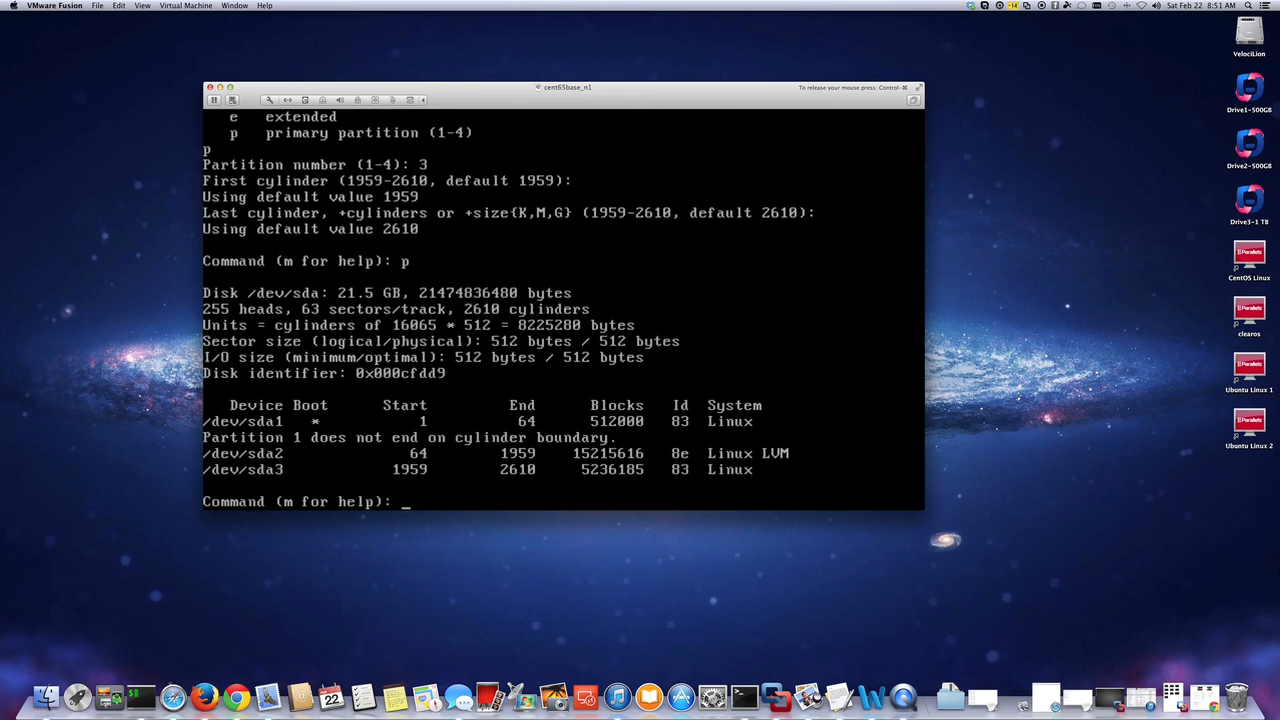 VMware Fusion File Edit View Virtual Machine Window Help
14
Sat Feb 22 8:51 AM
cent65base_n1
To release your mouse press: Control-⌘
e extended
p primary partition (1-4)
p
Partition number (1-4): 3
First cylinder (1959-2610, default 1959):
Using default value 1959
Last cylinder, +cylinders or +size{K,M,G} (1959-2610, default 2610):
Using default value 2610
Command (m for help): p
Disk /dev/sda: 21.5 GB, 21474836480 bytes
255 heads, 63 sectors/track, 2610 cylinders
Units = cylinders of 16065 * 512 = 8225280 bytes
Sector size (logical/physical): 512 bytes / 512 bytes
I/O size (minimum/optimal): 512 bytes / 512 bytes
Disk identifier: 0x000cfdd9
Device Boot Start End Blocks Id System
/dev/sda1 * 1 64 512000 83 Linux
Partition 1 does not end on cylinder boundary.
/dev/sda2 64 1959 15215616 8e Linux LVM
/dev/sda3 1959 2610 5236185 83 Linux
Command (m for help): _
VelociLion
Drive1-500GB
Drive2-500GB
Drive3-1 TB
Parallels
CentOS Linux
Parallels
clearos
Parallels
Ubuntu Linux 1
Parallels
Ubuntu Linux 2
22